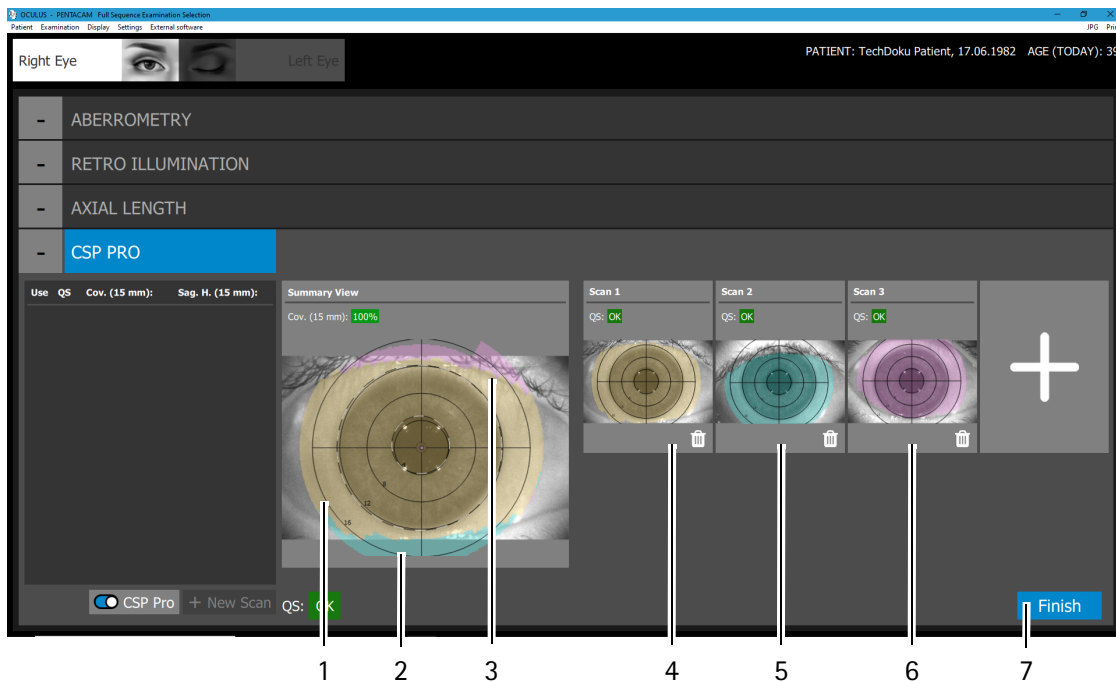 OCULUS - PENTACAM Full Sequence Examination Selection
Patient Examination Display Settings External software JPG
Right Eye Left Eye PATIENT: TechDoku Patient, 17.06.1982 AGE (TODAY): 39
- ABERROMETRY
- RETRO ILLUMINATION
- AXIAL LENGTH
- CSP PRO
Use QS Cov. (15 mm): Sag. H. (15 mm):
Summary View
Cov. (15 mm): 100%
8
12
16
Scan 1 Scan 2 Scan 3
QS: OK QS: OK QS: OK
CSP Pro + New Scan QS: OK Finish
1 2 3 4 5 6 7